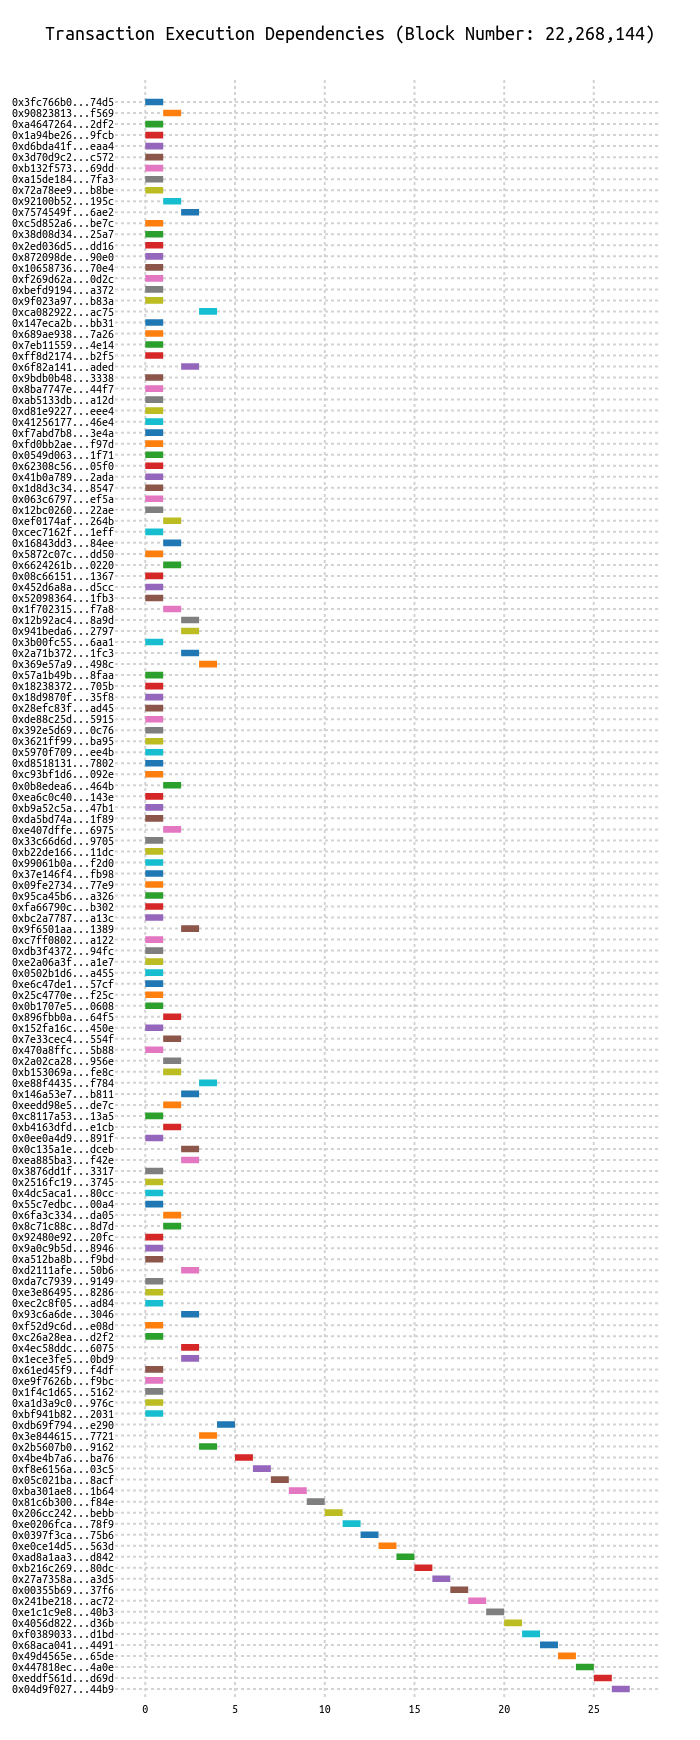 Transaction Execution Dependencies (Block Number: 22,268,144)
0x3fc766b0...74d5
0x90823813...f569
0xa4647264...2df2
0x1a94be26...9fcb
0xd6bda41f...eaa4
0x3d70d9c2...c572
0xb132f573...69dd
0xa15de184...7fa3
0x72a78ee9...b8be
0x92100b52...195c
0x7574549f...6ae2
0xc5d852a6...be7c
0x38d08d34...25a7
0x2ed036d5...dd16
0x872098de...90e0
0x10658736...70e4
0xf269d62a...0d2c
0xbefd9194...a372
0x9f023a97...b83a
0xca082922...ac75
0x147eca2b...bb31
0x689ae938...7a26
0x7eb11559...4e14
0xff8d2174...b2f5
0x6f82a141...aded
0x9bdb0b48...3338
0x8ba7747e...44f7
0xab5133db...a12d
0xd81e9227...eee4
0x41256177...46e4
0xf7abd7b8...3e4a
0xfd0bb2ae...f97d
0x0549d063...1f71
0x62308c56...05f0
0x41b0a789...2ada
0x1d8d3c34...8547
0x063c6797...ef5a
0x12bc0260...22ae
0xef0174af...264b
0xcec7162f...1eff
0x16843dd3...84ee
0x5872c07c...dd50
0x6624261b...0220
0x08c66151...1367
0x452d6a8a...d5cc
0x52098364...1fb3
0x1f702315...f7a8
0x12b92ac4...8a9d
0x941beda6...2797
0x3b00fc55...6aa1
0x2a71b372...1fc3
0x369e57a9...498c
0x57a1b49b...8faa
0x18238372...705b
0x18d9870f...35f8
0x28efc83f...ad45
0xde88c25d...5915
0x392e5d69...0c76
0x3621ff99...ba95
0x5970f709...ee4b
0xd8518131...7802
0xc93bf1d6...092e
0x0b8edea6...464b
0xea6c0c40...143e
0xb9a52c5a...47b1
0xda5bd74a...1f89
0xe407dffe...6975
0x33c66d6d...9705
0xb22de166...11dc
0x99061b0a...f2d0
0x37e146f4...fb98
0x09fe2734...77e9
0x95ca45b6...a326
0xfa66790c...b302
0xbc2a7787...a13c
0x9f6501aa...1389
0xc7ff0802...a122
0xdb3f4372...94fc
0xe2a06a3f...a1e7
0x0502b1d6...a455
0xe6c47de1...57cf
0x25c4770e...f25c
0x0b1707e5...0608
0x896fbb0a...64f5
0x152fa16c...450e
0x7e33cec4...554f
0x470a8ffc...5b88
0x2a02ca28...956e
0xb153069a...fe8c
0xe88f4435...f784
0x146a53e7...b811
0xeedd98e5...de7c
0xc8117a53...13a5
0xb4163dfd...e1cb
0x0ee0a4d9...891f
0x0c135a1e...dceb
0xea885ba3...f42e
0x3876dd1f...3317
0x2516fc19...3745
0x4dc5aca1...80cc
0x55c7edbc...00a4
0x6fa3c334...da05
0x8c71c88c...8d7d
0x92480e92...20fc
0x9a0c9b5d...8946
0xa512ba8b...f9bd
0xd2111afe...50b6
0xda7c7939...9149
0xe3e86495...8286
0xec2c8f05...ad84
0x93c6a6de...3046
0xf52d9c6d...e08d
0xc26a28ea...d2f2
0x4ec58ddc...6075
0x1ece3fe5...0bd9
0x61ed45f9...f4df
0xe9f7626b...f9bc
0x1f4c1d65...5162
0xa1d3a9c0...976c
0xbf941b82...2031
0xdb69f794...e290
0x3e844615...7721
0x2b5607b0...9162
0x4be4b7a6...ba76
0xf8e6156a...03c5
0x05c021ba...8acf
0xba301ae8...1b64
0x81c6b300...f84e
0x206cc242...bebb
0xe0206fca...78f9
0x0397f3ca...75b6
0xe0ce14d5...563d
0xad8a1aa3...d842
0xb216c269...80dc
0x27a7358a...a3d5
0x00355b69...37f6
0x241be218...ac72
0xe1c1c9e8...40b3
0x4056d822...d36b
0xf0389033...d1bd
0x68aca041...4491
0x49d4565e...65de
0x447818ec...4a0e
0xeddf561d...d69d
0x04d9f027...44b9
0 5 10 15 20 25